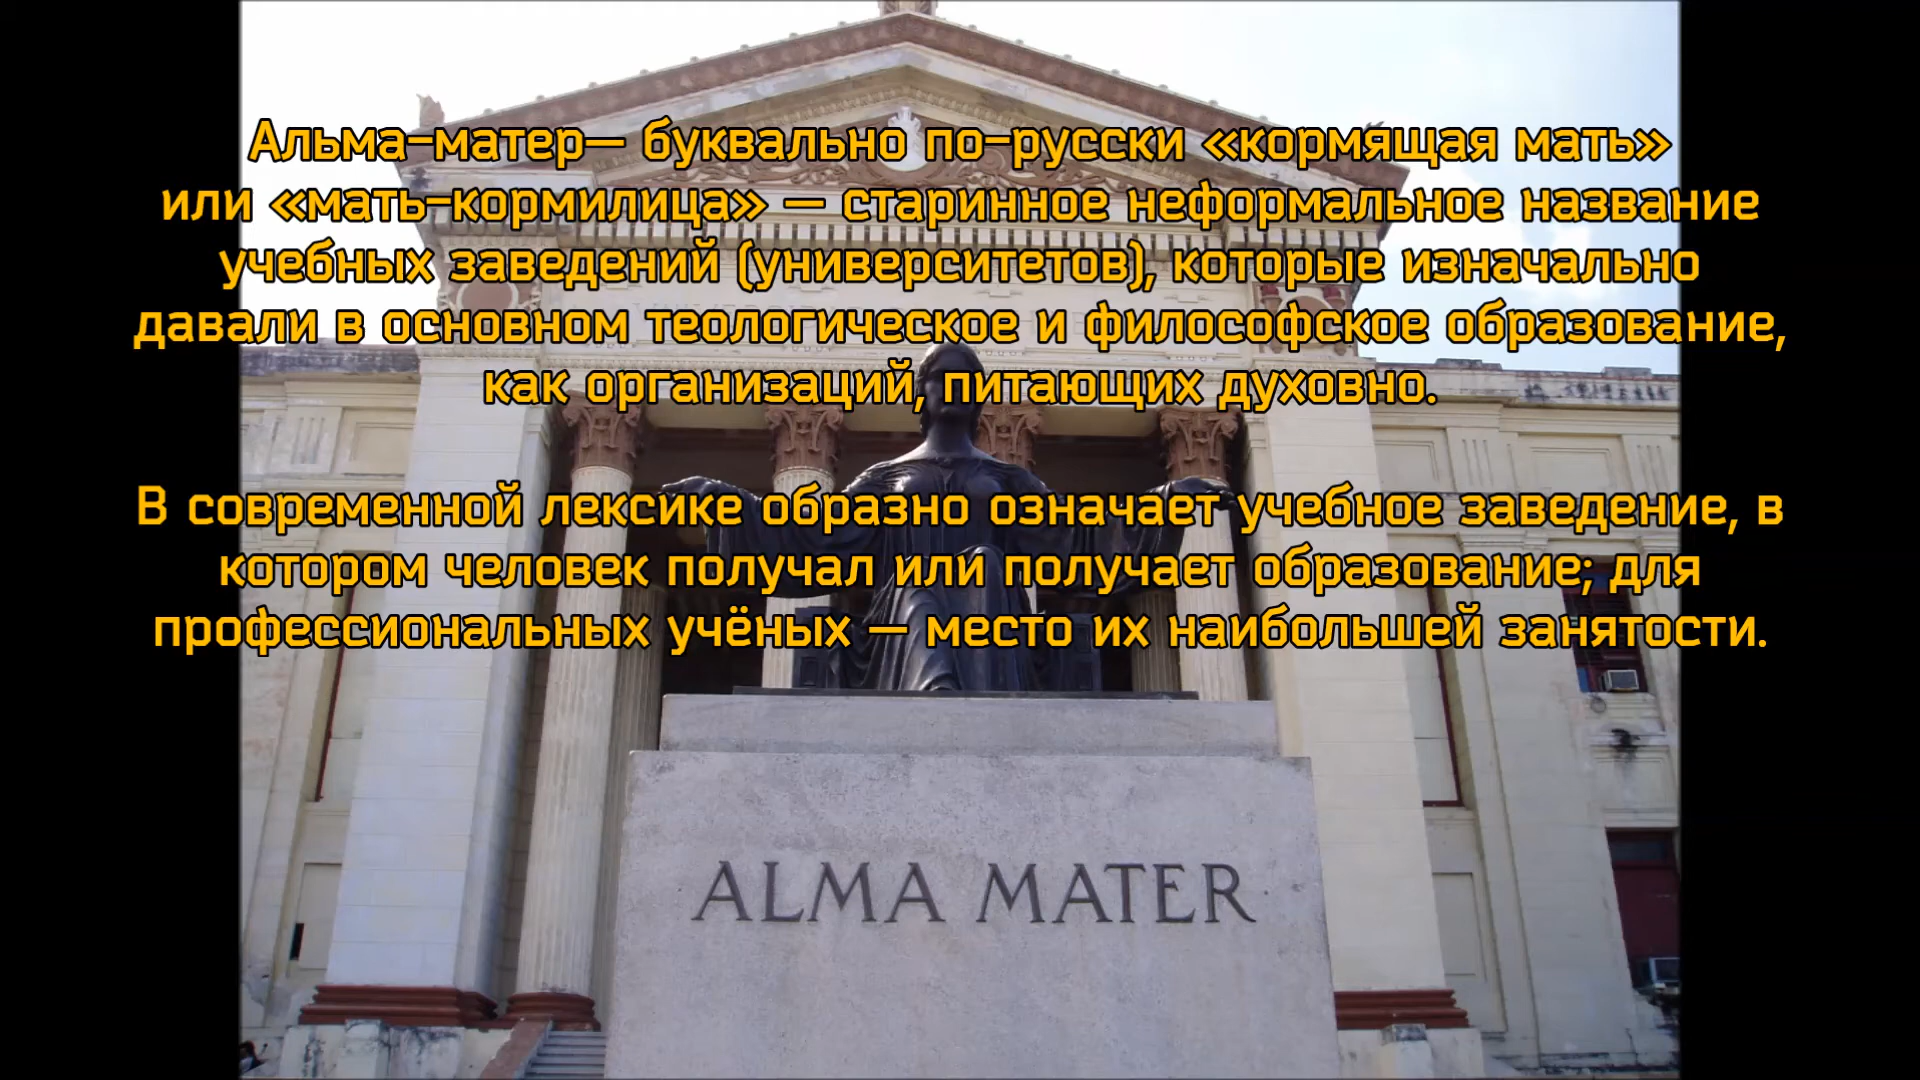 Альма-матер— буквально по-русски «кормящая мать»
или «мать-кормилица» — старинное неформальное название
учебных заведений (университетов), которые изначально
давали в основном теологическое и философское образование,
как организаций, питающих духовно.
В современной лексике образно означает учебное заведение, в
котором человек получал или получает образование; для
профессиональных учёных — место их наибольшей занятости.
ALMA MATER